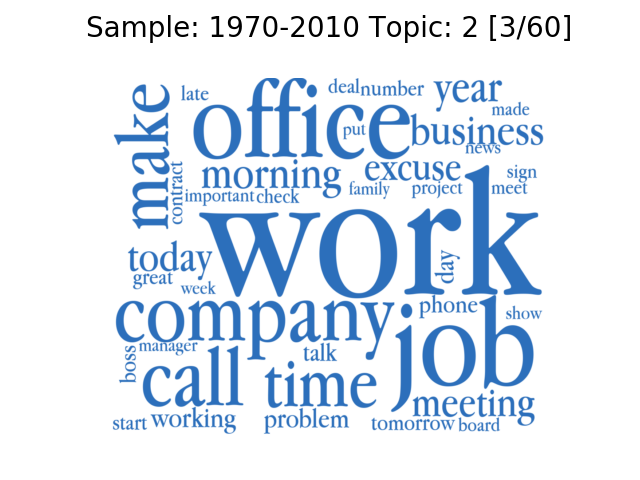 Sample: 1970-2010 Topic: 2 [3/60]
late
deal
number
year
made
make
office
put
business
news
contract
morning
excuse
sign
important
check
family
project
meet
work
today
day
great
week
company
phone
show
job
boss
manager
talk
call
time
meeting
start
working
problem
tomorrow
board